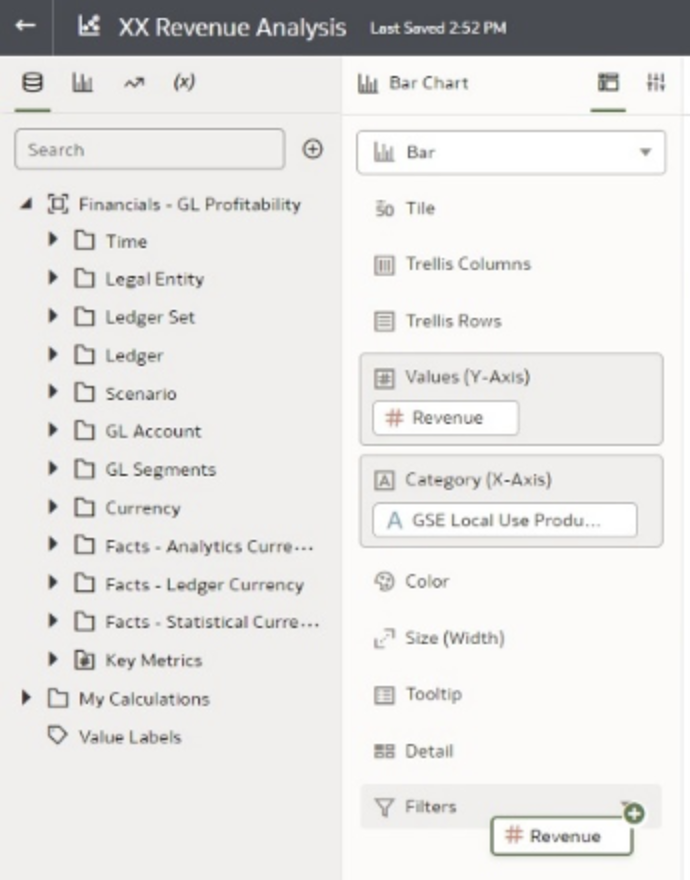 XX Revenue Analysis Last Saved 2:52 PM
(x)
Bar Chart
Search
Bar
Financials - GL Profitability
Time
Legal Entity
Ledger Set
Ledger
Scenario
GL Account
GL Segments
Currency
Facts - Analytics Curre...
Facts - Ledger Currency
Facts - Statistical Curre...
Key Metrics
My Calculations
Value Labels
50 Tile
Trellis Columns
Trellis Rows
# Values (Y-Axis)
# Revenue
A Category (X-Axis)
A GSE Local Use Produ...
Color
Size (Width)
Tooltip
Detail
Filters
# Revenue